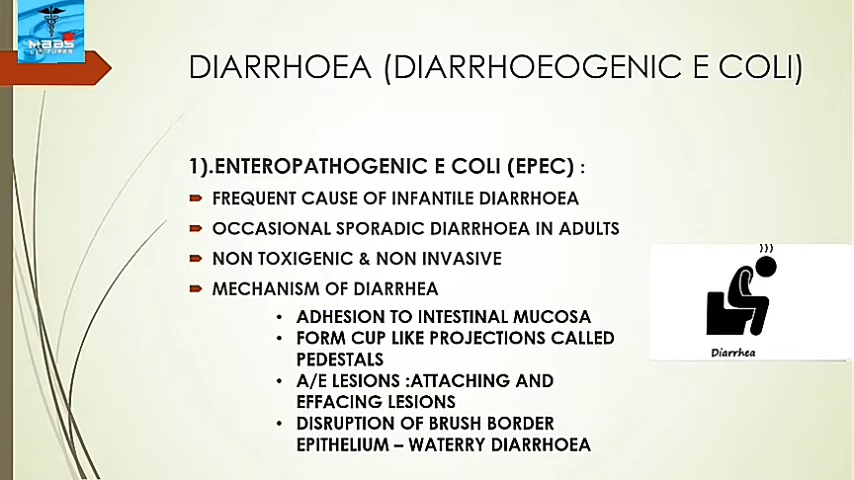 MAAS
LECTURES
DIARRHOEA (DIARRHOEOGENIC E COLI)
1).ENTEROPATHOGENIC E COLI (EPEC) :
FREQUENT CAUSE OF INFANTILE DIARRHOEA
OCCASIONAL SPORADIC DIARRHOEA IN ADULTS
NON TOXIGENIC & NON INVASIVE
MECHANISM OF DIARRHEA
• ADHESION TO INTESTINAL MUCOSA
• FORM CUP LIKE PROJECTIONS CALLED
PEDESTALS
• A/E LESIONS :ATTACHING AND
EFFACING LESIONS
• DISRUPTION OF BRUSH BORDER
EPITHELIUM – WATERRY DIARRHOEA
Diarrhea